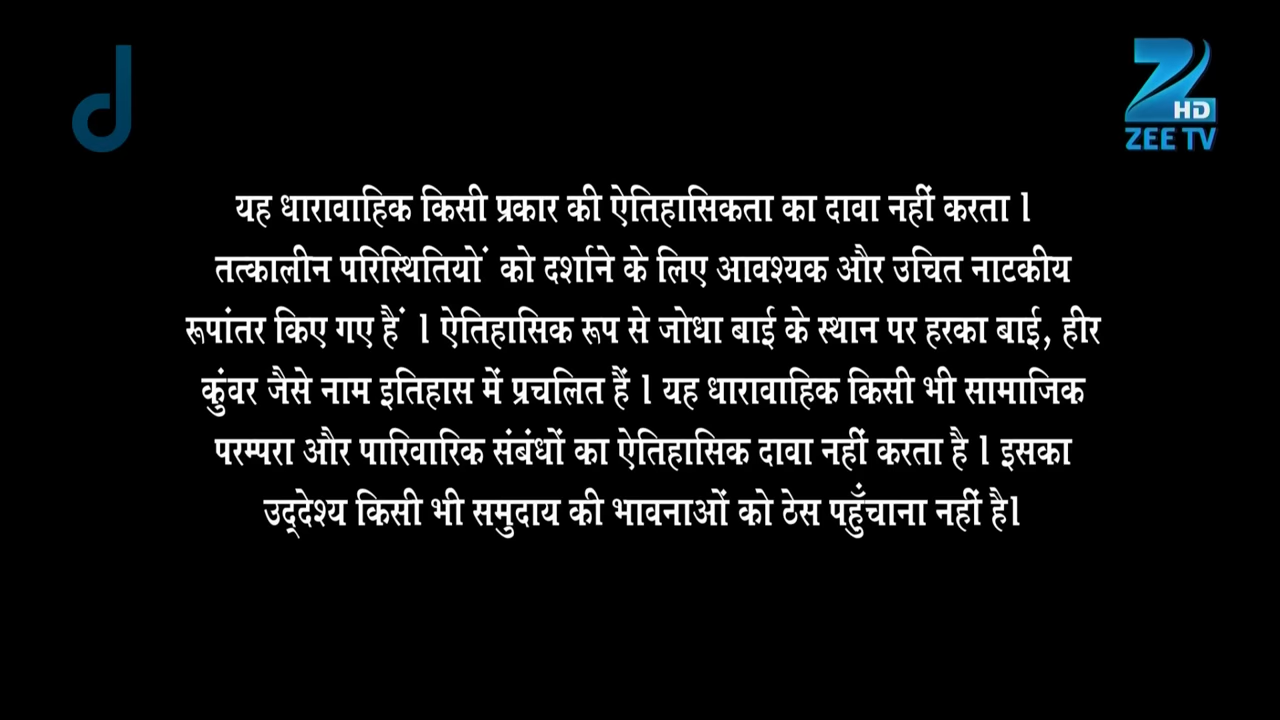 HD
ZEE TV
यह धारावाहिक किसी प्रकार की ऐतिहासिकता का दावा नहीं करता l
तत्कालीन परिस्थितियों को दर्शाने के लिए आवश्यक और उचित नाटकीय
रूपांतर किए गए हैं l ऐतिहासिक रूप से जोधा बाई के स्थान पर हरका बाई, हीर
कुंवर जैसे नाम इतिहास में प्रचलित हैं l यह धारावाहिक किसी भी सामाजिक
परम्परा और पारिवारिक संबंधों का ऐतिहासिक दावा नहीं करता है l इसका
उद्देश्य किसी भी समुदाय की भावनाओं को ठेस पहुँचाना नहीं हैl